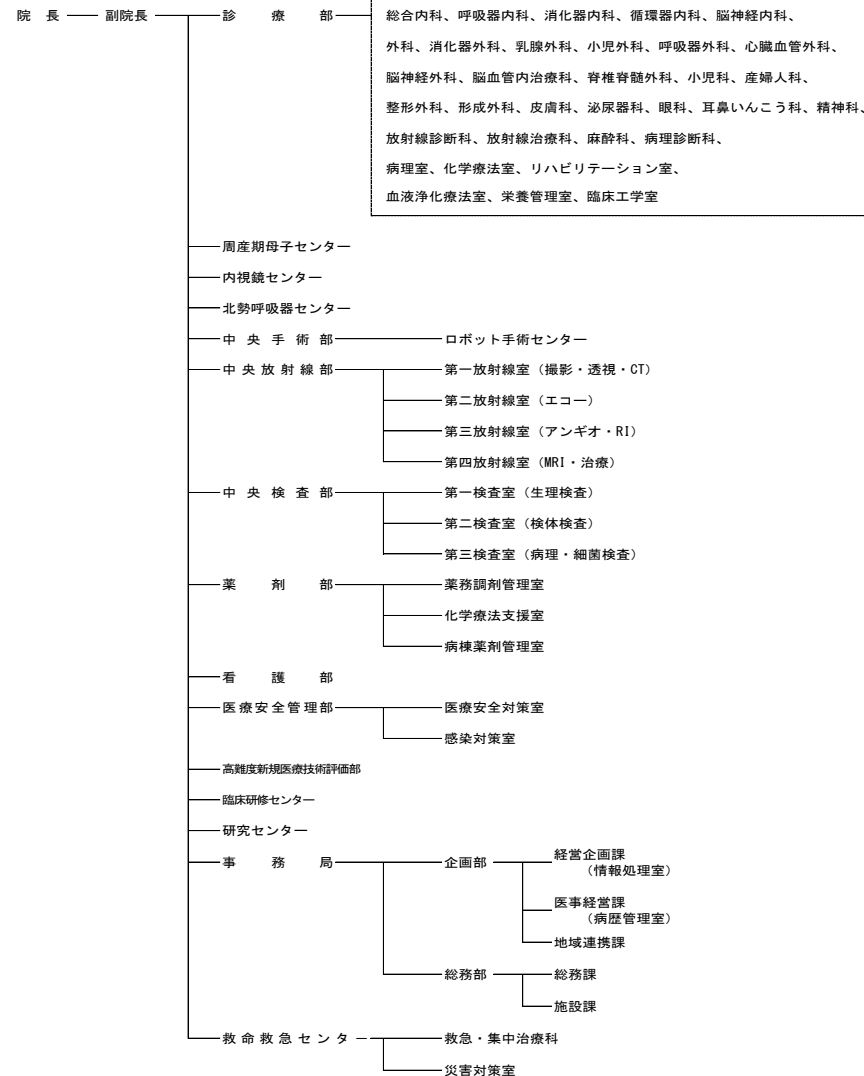 院長 副院長 診療部 総合内科、呼吸器内科、消化器内科、循環器内科、脳神経内科、
外科、消化器外科、乳腺外科、小児外科、呼吸器外科、心臓血管外科、
脳神経外科、脳血管内治療科、脊椎脊髄外科、小児科、産婦人科、
整形外科、形成外科、皮膚科、泌尿器科、眼科、耳鼻いんこう科、精神科、
放射線診断科、放射線治療科、麻酔科、病理診断科、
病理室、化学療法室、リハビリテーション室、
血液浄化療法室、栄養管理室、臨床工学室
周産期母子センター
内視鏡センター
北勢呼吸器センター
中央手術部 ロボット手術センター
中央放射線部 第一放射線室（撮影・透視・CT）
第二放射線室（エコー）
第三放射線室（アンギオ・RI）
第四放射線室（MRI・治療）
中央検査部 第一検査室（生理検査）
第二検査室（検体検査）
第三検査室（病理・細菌検査）
薬剤部 薬務調剤管理室
化学療法支援室
病棟薬剤管理室
看護部
医療安全管理部 医療安全対策室
感染対策室
高難度新規医療技術評価部
臨床研修センター
研究センター
事務局 企画部 経営企画課
（情報処理室）
医事経営課
（病歴管理室）
地域連携課
総務部 総務課
施設課
救命救急センター 救急・集中治療科
災害対策室